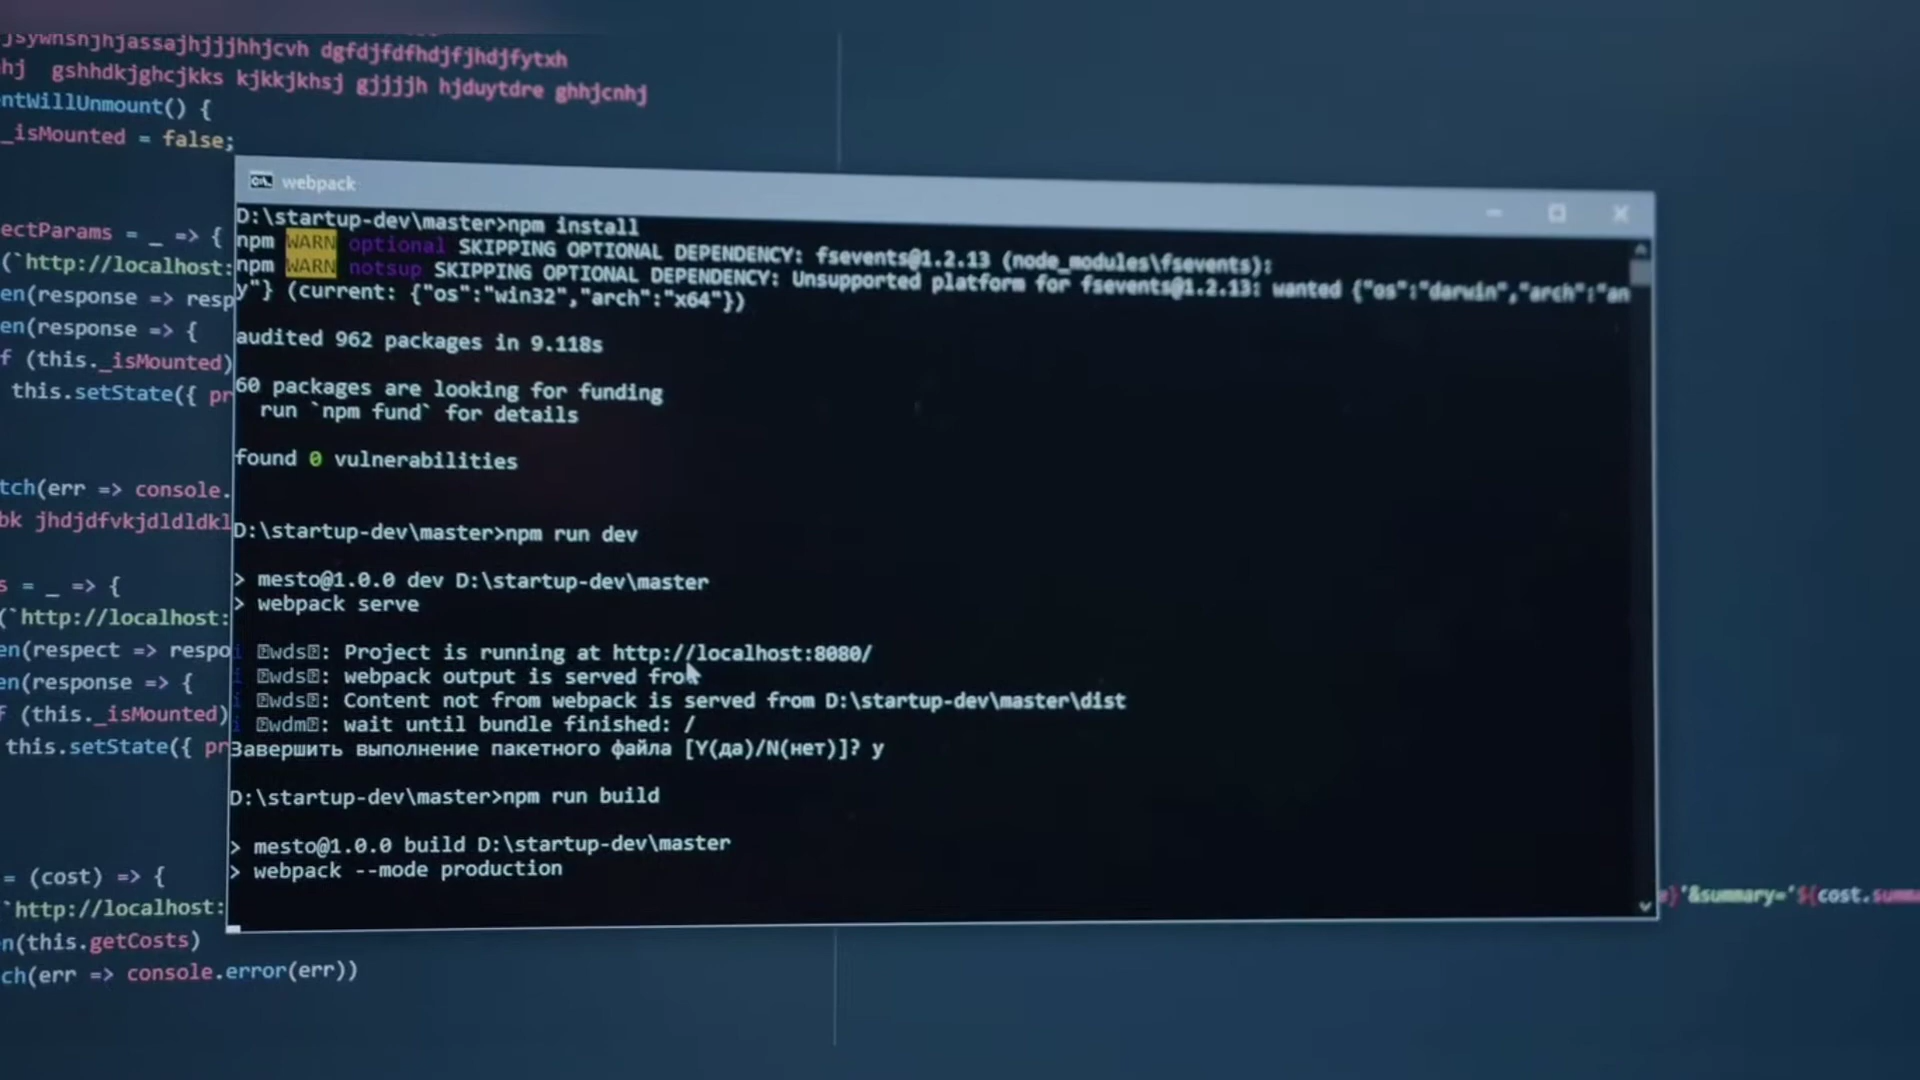 jsywhshjhjassajhjjjhhjcvh dgfdjfdfhdjfjhdjfytxh
hj gshhdkjghcjkks kjkkjkhsj gjjjjh hjduytdre ghhjcnhj
ntWillUnmount() {
_isMounted = false;
ectParams = _ => {
(`http://localhost:
en(response => resp
en(response => {
f (this._isMounted)
this.setState({ pr
tch(err => console.
bk jhdjdfvkjdldldkl
s = _ => {
(`http://localhost:
en(respect => respo
en(response => {
f (this._isMounted)
this.setState({ pr
= (cost) => {
`http://localhost:
n(this.getCosts)
ch(err => console.error(err))
webpack
D:\startup-dev\master>npm install
npm WARN optional SKIPPING OPTIONAL DEPENDENCY: fsevents@1.2.13 (node_modules\fsevents):
npm WARN notsup SKIPPING OPTIONAL DEPENDENCY: Unsupported platform for fsevents@1.2.13: wanted {"os":"darwin","arch":"an
y"} (current: {"os":"win32","arch":"x64"})
audited 962 packages in 9.118s
60 packages are looking for funding
run `npm fund` for details
found 0 vulnerabilities
D:\startup-dev\master>npm run dev
> mesto@1.0.0 dev D:\startup-dev\master
> webpack serve
i ｢wds｣: Project is running at http://localhost:8080/
i ｢wds｣: webpack output is served from
i ｢wds｣: Content not from webpack is served from D:\startup-dev\master\dist
i ｢wdm｣: wait until bundle finished: /
Завершить выполнение пакетного файла [Y(да)/N(нет)]? y
D:\startup-dev\master>npm run build
> mesto@1.0.0 build D:\startup-dev\master
> webpack --mode production
}'&summary='${cost.summa